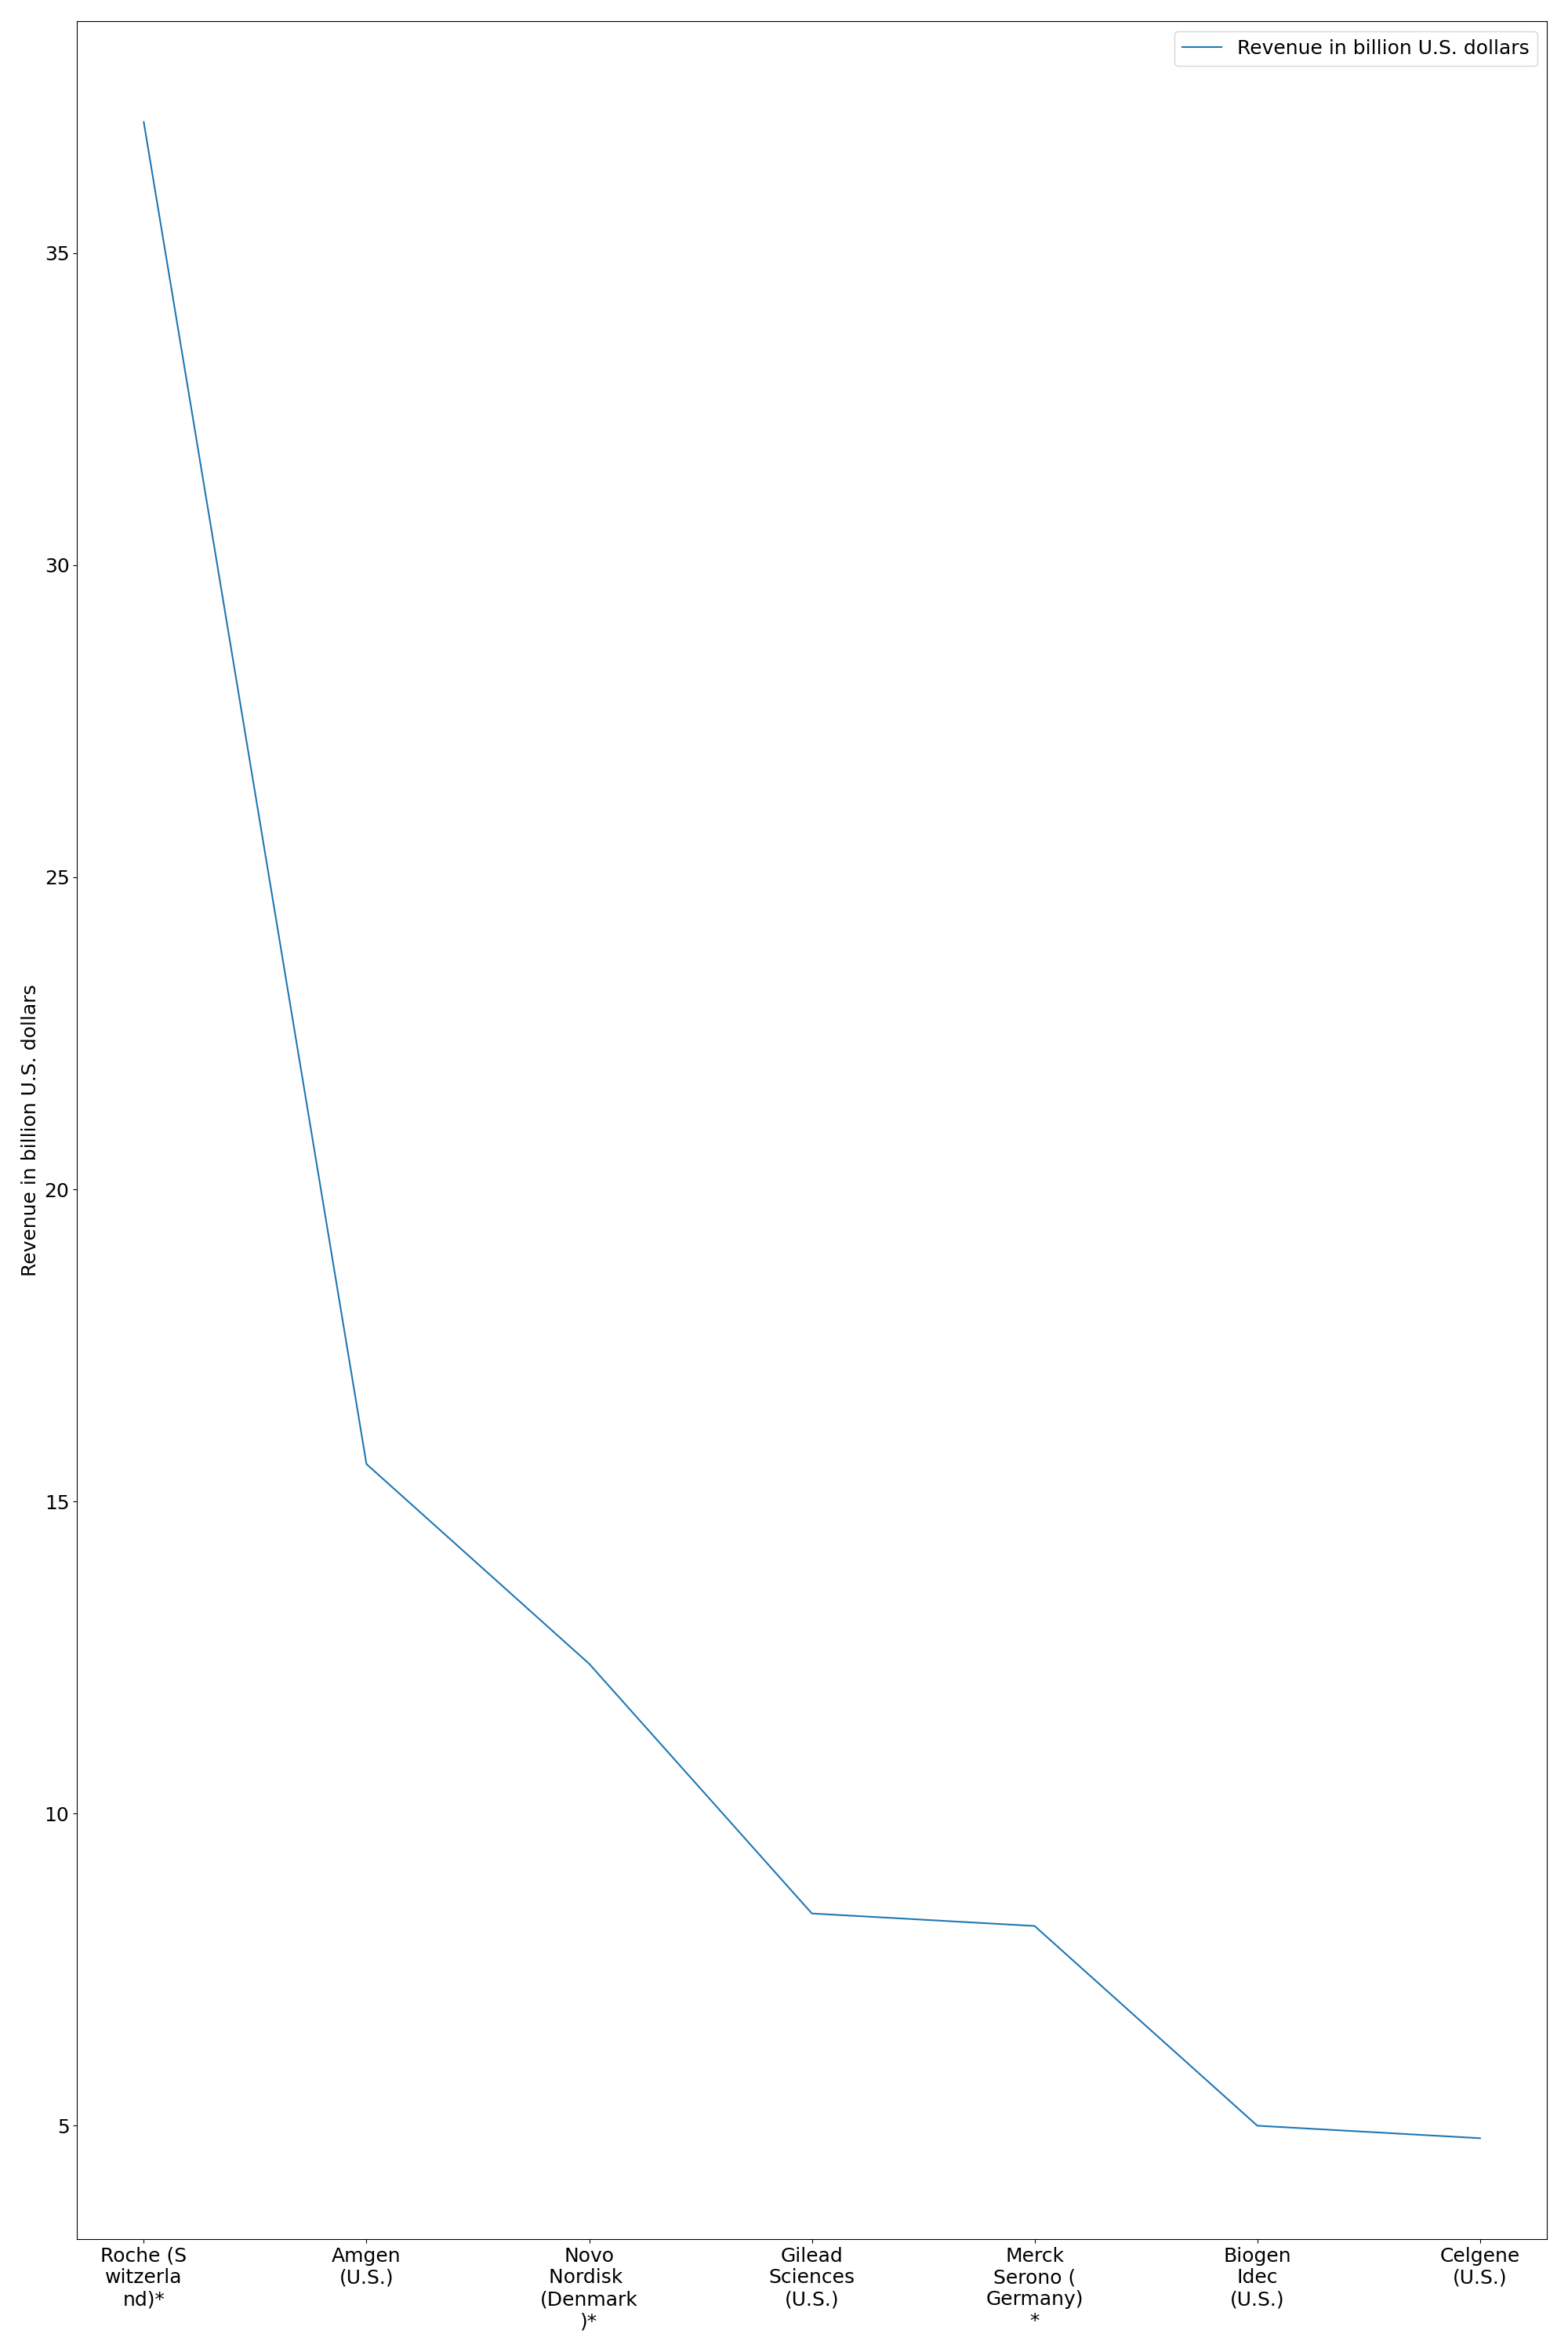 Revenue in billion U.S. dollars
35
30
25
20
15
10
5
Revenue in billion U.S. dollars
Roche (S
witzerla
nd)*
Amgen
(U.S.)
Novo
Nordisk
(Denmark
)*
Gilead
Sciences
(U.S.)
Merck
Serono (
Germany)
*
Biogen
Idec
(U.S.)
Celgene
(U.S.)